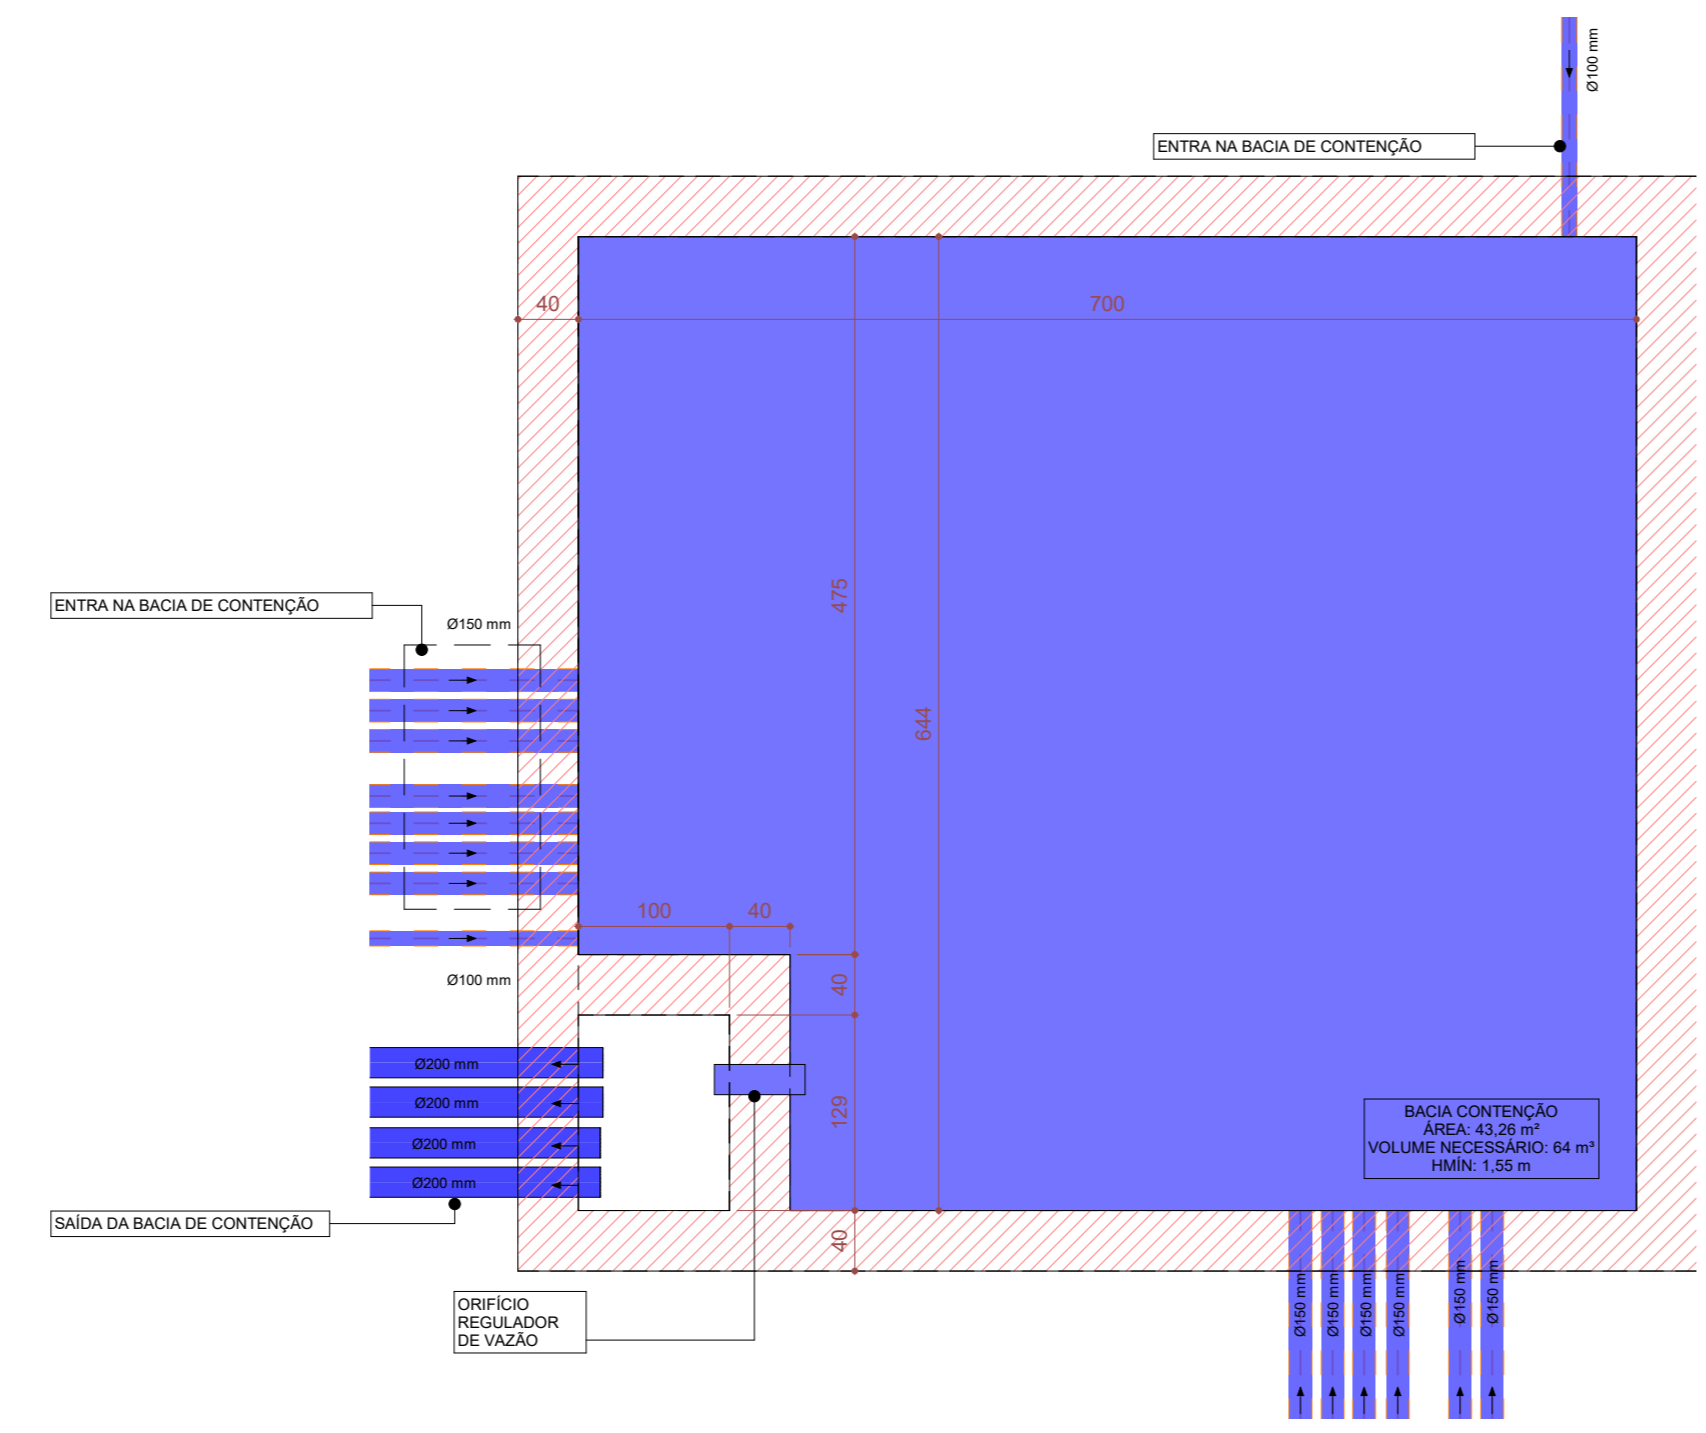 Ø100 mm
ENTRA NA BACIA DE CONTENÇÃO
40
700
475
ENTRA NA BACIA DE CONTENÇÃO
Ø150 mm
644
100
40
40
Ø100 mm
Ø200 mm
Ø200 mm
Ø200 mm
Ø200 mm
129
BACIA CONTENÇÃO
ÁREA: 43,26 m²
VOLUME NECESSÁRIO: 64 m³
HMÍN: 1,55 m
SAÍDA DA BACIA DE CONTENÇÃO
40
ORIFÍCIO
REGULADOR
DE VAZÃO
Ø150 mm
Ø150 mm
Ø150 mm
Ø150 mm
Ø150 mm
Ø150 mm